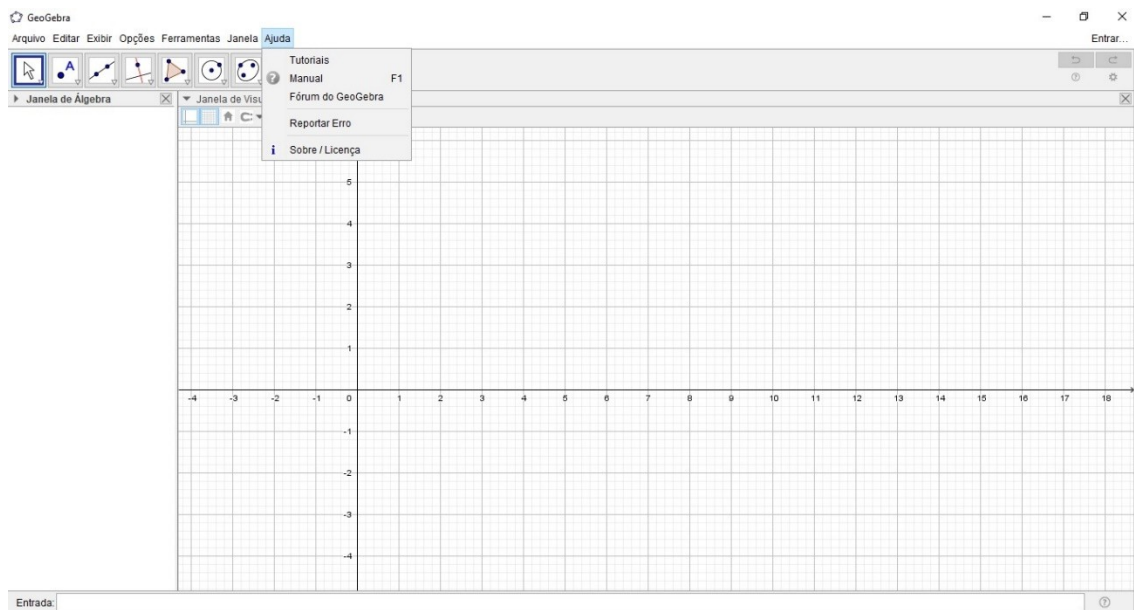 GeoGebra
Arquivo Editar Exibir Opções Ferramentas Janela Ajuda Entrar...
A
Tutoriais
Manual F1
Fórum do GeoGebra
Reportar Erro
i Sobre / Licença
Janela de Álgebra
Janela de Visu
5
4
3
2
1
-4 -3 -2 -1 0 1 2 3 4 5 6 7 8 9 10 11 12 13 14 15 16 17 18
-1
-2
-3
-4
Entrada: